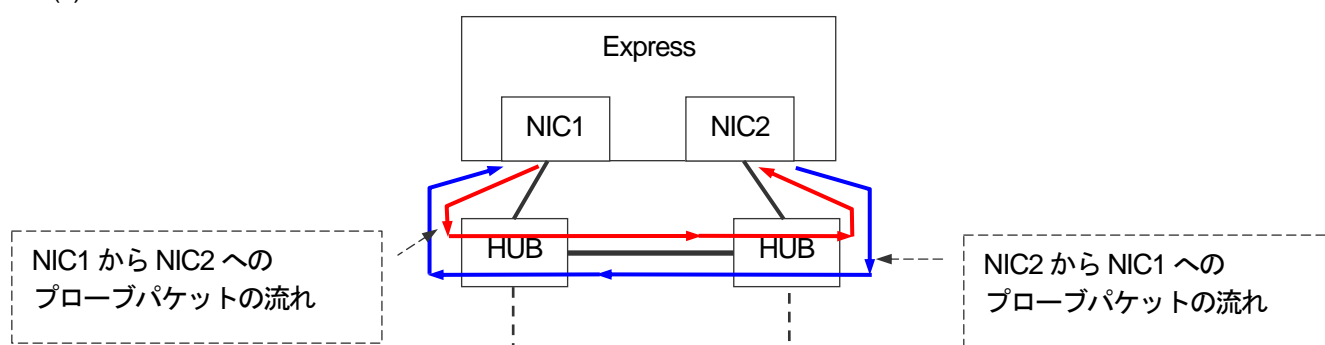 Express
NIC1
NIC2
HUB
HUB
NIC1 から NIC2 への
プローブパケットの流れ
NIC2 から NIC1 への
プローブパケットの流れ